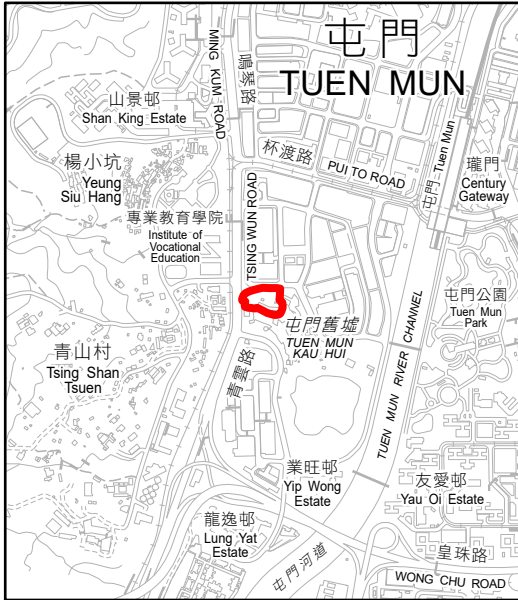 屯門
TUEN MUN
MING KUM ROAD
鳴琴路
山景邨
Shan King Estate
杯渡路
PUI TO ROAD
屯門 Tuen Mun
瓏門
Century
Gateway
楊小坑
Yeung
Siu Hang
專業教育學院
Institute of
Vocational
Education
TSING WUN ROAD
屯門舊墟
TUEN MUN
KAU HUI
屯門公園
Tuen Mun
Park
青山村
Tsing Shan
Tsuen
青雲路
TUEN MUN RIVER CHANNEL
業旺邨
Yip Wong
Estate
友愛邨
Yau Oi Estate
龍逸邨
Lung Yat
Estate
屯門河道
皇珠路
WONG CHU ROAD